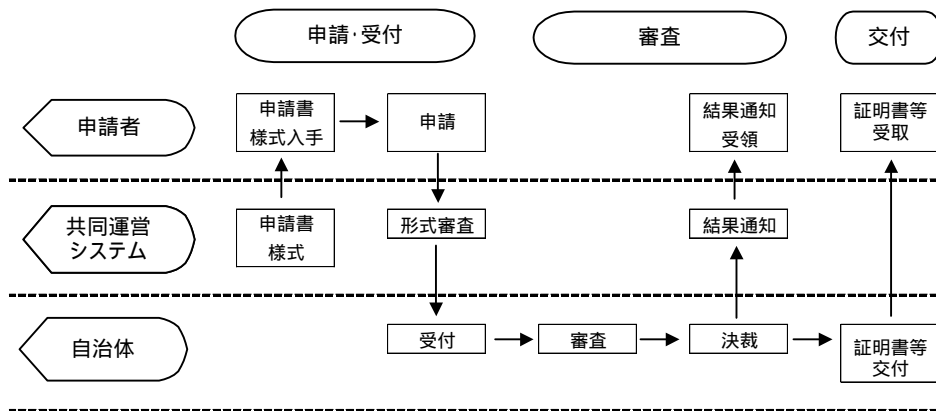 申請・受付
審査
交付
申請者
申請書
様式入手
申請
結果通知
受領
証明書等
受取
共同運営
システム
申請書
様式
形式審査
結果通知
自治体
受付
審査
決裁
証明書等
交付